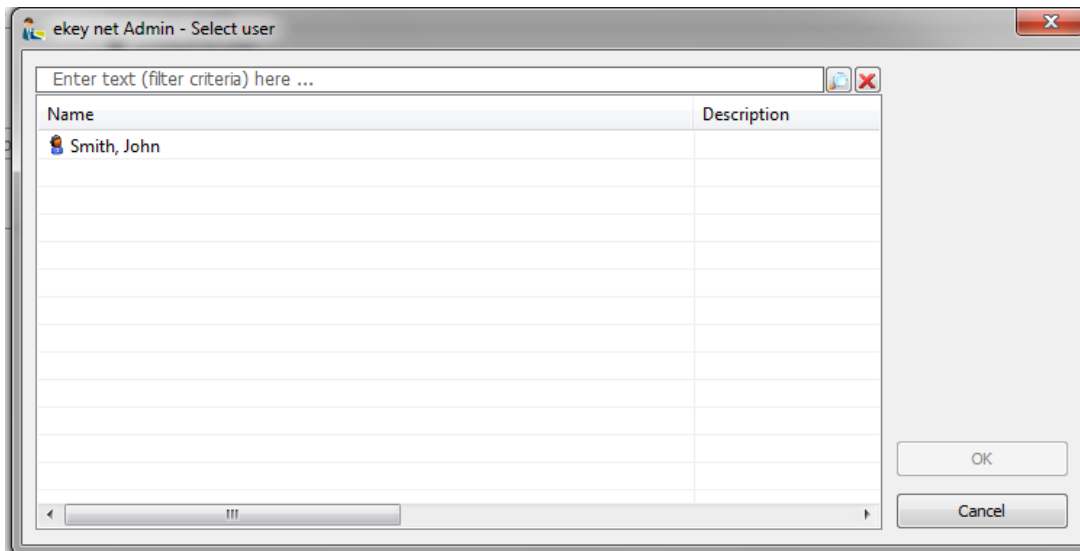 ekey net Admin - Select user
Enter text (filter criteria) here ...
Name Description
Smith, John
OK
Cancel